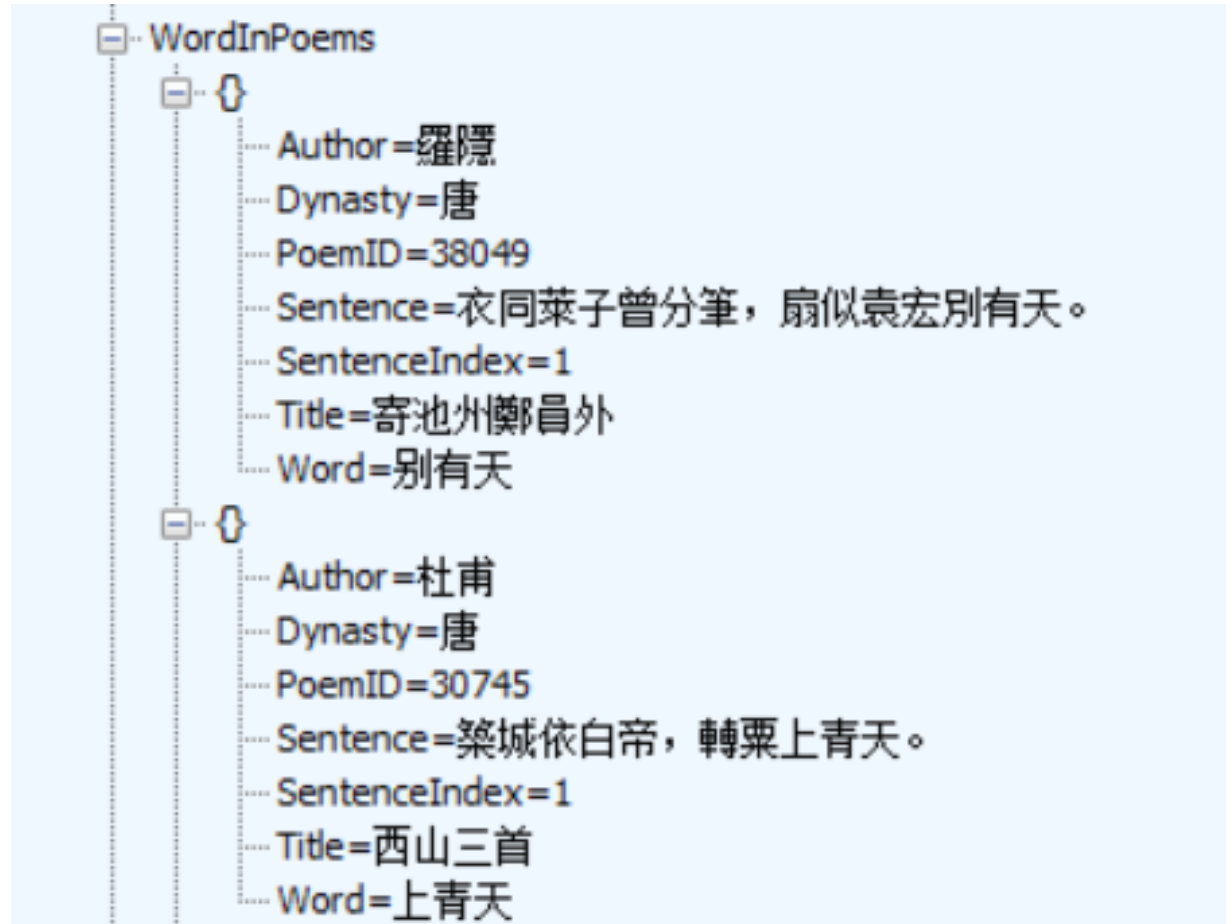 WordInPoems
{}
Author=羅隱
Dynasty=唐
PoemID=38049
Sentence=衣同萊子曾分筆，扇似袁宏別有天。
SentenceIndex=1
Title=寄池州鄭員外
Word=别有天
{}
Author=杜甫
Dynasty=唐
PoemID=30745
Sentence=築城依白帝，轉粟上青天。
SentenceIndex=1
Title=西山三首
Word=上青天